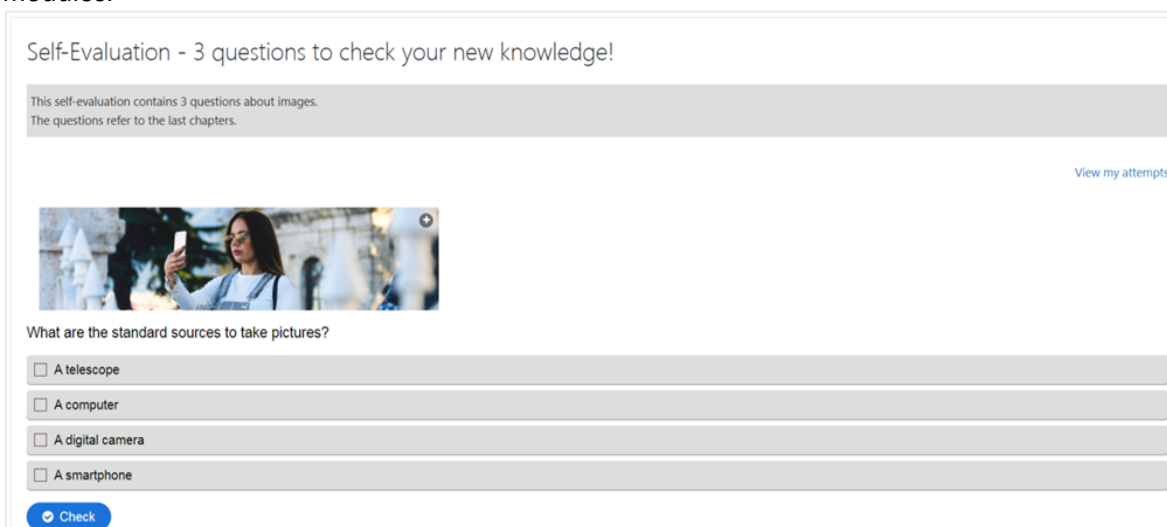 modules.
Self-Evaluation - 3 questions to check your new knowledge!
This self-evaluation contains 3 questions about images.
The questions refer to the last chapters.
View my attempts
What are the standard sources to take pictures?
A telescope
A computer
A digital camera
A smartphone
Check